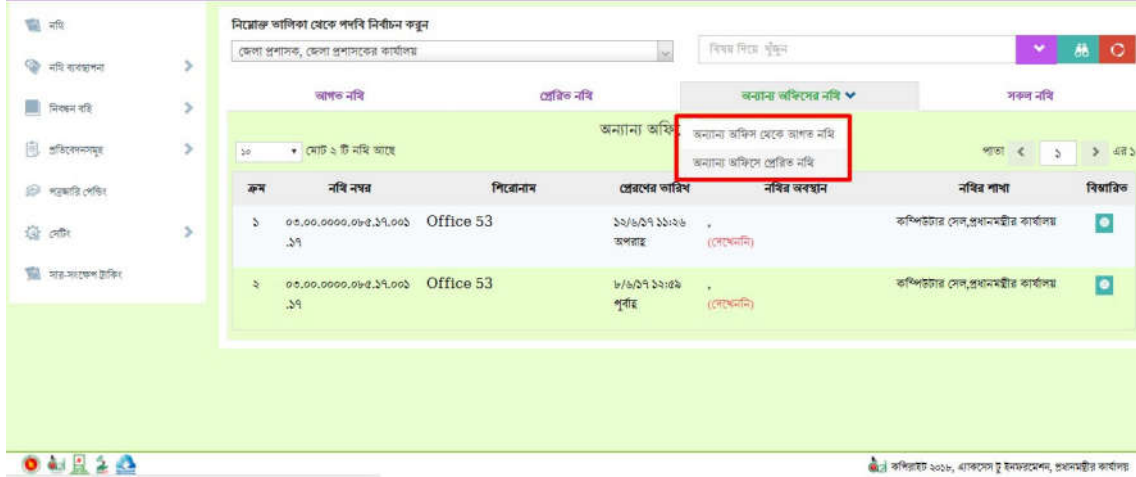 নথি
নথি ব্যবস্থাপনা
নিবন্ধন বহি
প্রতিবেদনসমূহ
পত্রজারি পেন্ডিং
সেটিং
সার-সংক্ষেপ ট্রাকিং
নিম্নোক্ত তালিকা থেকে পদবি নির্বাচন করুন
জেলা প্রশাসক, জেলা প্রশাসকের কার্যালয়
বিষয় দিয়ে খুঁজুন
আগত নথি প্রেরিত নথি অন্যান্য অফিসের নথি সকল নথি
অন্যান্য
অন্যান্য অফিস থেকে আগত নথি
অন্যান্য অফিসে প্রেরিত নথি
১০ মোট ২ টি নথি আছে পাতা ১ এর ১
ক্রম নথি নম্বর শিরোনাম প্রেরণের তারিখ নথির অবস্থান নথির শাখা বিস্তারিত
১ ০৩.০০.০০০০.০৮৫.১৭.০০১ Office 53 ১২/৬/১৭ ১১:২৬ , কম্পিউটার সেল,প্রধানমন্ত্রীর কার্যালয়
.১৭ অপরাহ্ণ (দেখেননি)
২ ০৩.০০.০০০০.০৮৫.১৭.০০১ Office 53 ৮/৬/১৭ ১২:৫৯ , কম্পিউটার সেল,প্রধানমন্ত্রীর কার্যালয়
.১৭ পূর্বাহ্ণ (দেখেননি)
কপিরাইট ২০১৮, এ্যাকসেস টু ইনফরমেশন, প্রধানমন্ত্রীর কার্যালয়